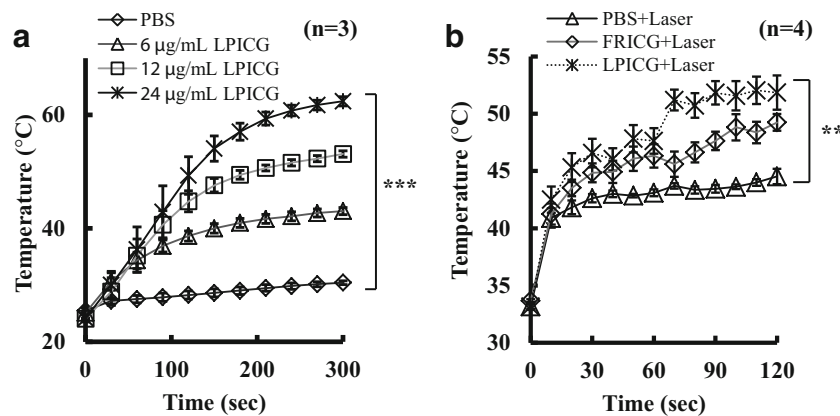 a
(n=3)
PBS
6 µg/mL LPICG
12 µg/mL LPICG
24 µg/mL LPICG
Temperature (°C)
60
40
20
0
100
200
300
Time (sec)
***
b
(n=4)
PBS+Laser
FRICG+Laser
LPICG+Laser
Temperature (°C)
55
50
45
40
35
30
0
30
60
90
120
Time (sec)
**